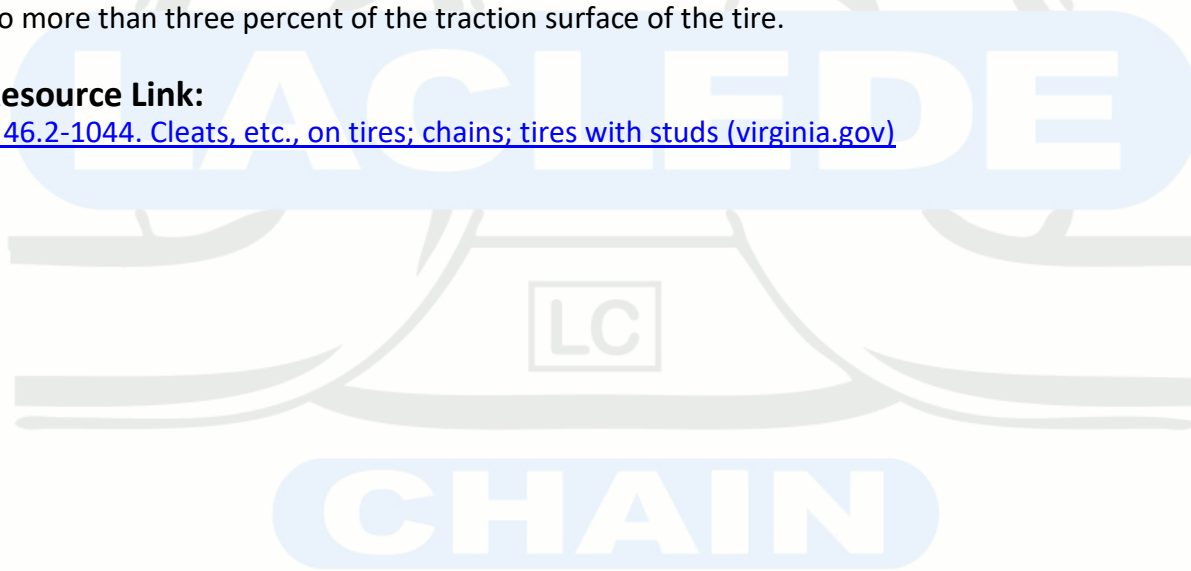 o more than three percent of the traction surface of the tire.
esource Link:
46.2-1044. Cleats, etc., on tires; chains; tires with studs (virginia.gov)
LACLEDE
LC
CHAIN